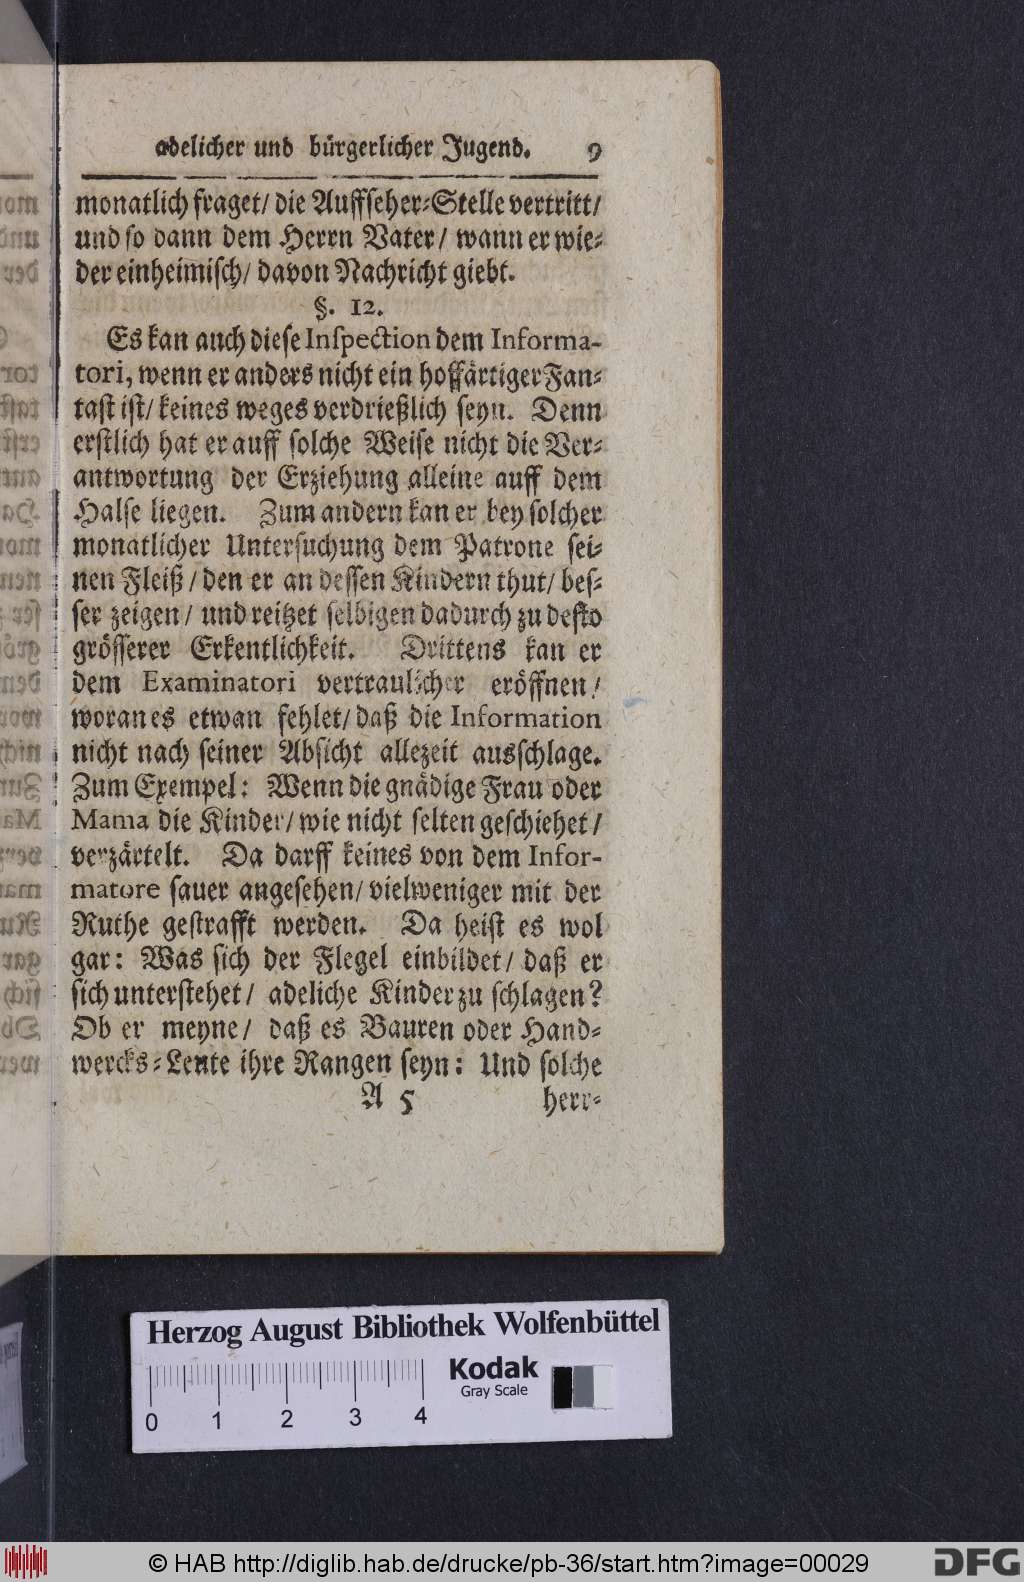 adelicher und bürgerlicher Jugend. 9
monatlich fraget/ die Auffseher-Stelle vertritt/
und so dann dem Herrn Vater/ wann er wie-
der einheimisch/ davon Nachricht giebt.
§. 12.
Es kan auch diese Inspection dem Informa-
tori, wenn er anders nicht ein hoffärtiger Fan-
tast ist/ keines weges verdrießlich seyn. Denn
erstlich hat er auff solche Weise nicht die Ver-
antwortung der Erziehung alleine auff dem
Halse liegen. Zum andern kan er bey solcher
monatlicher Untersuchung dem Patrone sei-
nen Fleiß/ den er an dessen Kindern thut/ bes-
ser zeigen/ und reitzet selbigen dadurch zu desto
grösserer Erkentlichkeit. Drittens kan er
dem Examinatori vertraulicher eröffnen/
woran es etwan fehlet/ daß die Information
nicht nach seiner Absicht allezeit ausschlage.
Zum Exempel: Wenn die gnädige Frau oder
Mama die Kinder/ wie nicht selten geschiehet/
verzärtelt. Da darff keines von dem Infor-
matore sauer angesehen/ vielweniger mit der
Ruthe gestrafft werden. Da heist es wol
gar: Was sich der Flegel einbildet/ daß er
sich unterstehet/ adeliche Kinder zu schlagen?
Ob er meyne/ daß es Bauren oder Hand-
wercks-Leute ihre Rangen seyn: Und solche
A 5 herr-
Herzog August Bibliothek Wolfenbüttel
Kodak
Gray Scale
0 1 2 3 4
© HAB http://diglib.hab.de/drucke/pb-36/start.htm?image=00029
DFG